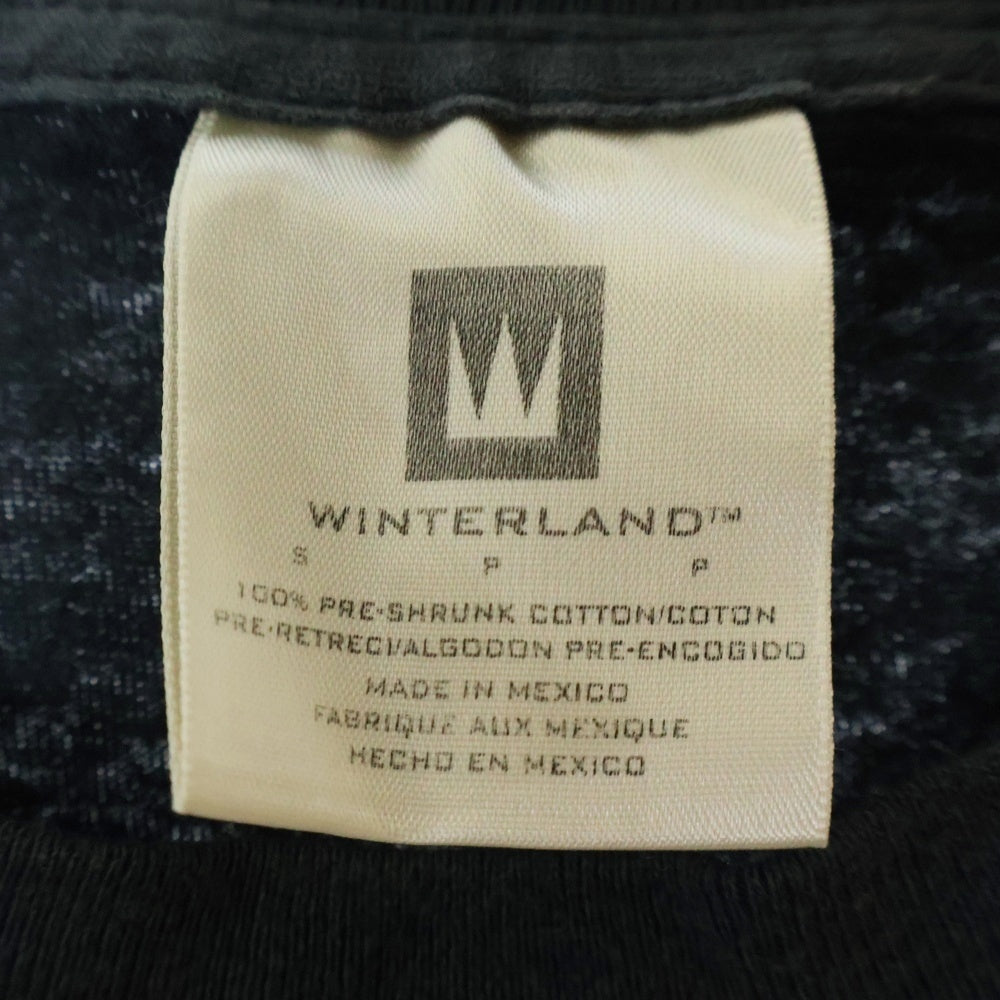 WINTERLAND™
S P P
100% PRE-SHRUNK COTTON/COTON
PRE-RETRECI/ALGODON PRE-ENCOGIDO
MADE IN MEXICO
FABRIQUE AUX MEXIQUE
HECHO EN MEXICO